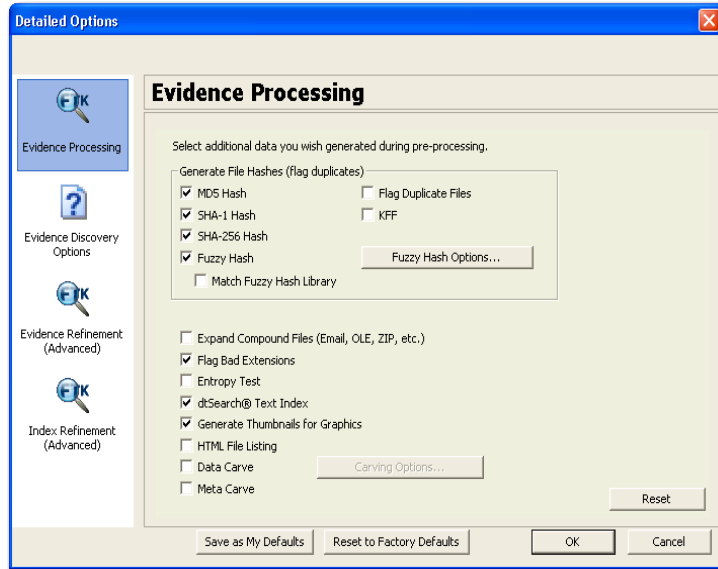 Detailed Options
FTK
Evidence Processing
Evidence Discovery
Options
FTK
Evidence Refinement
(Advanced)
FTK
Index Refinement
(Advanced)
Evidence Processing
Select additional data you wish generated during pre-processing.
Generate File Hashes (flag duplicates)
MD5 Hash
Flag Duplicate Files
SHA-1 Hash
KFF
SHA-256 Hash
Fuzzy Hash
Fuzzy Hash Options...
Match Fuzzy Hash Library
Expand Compound Files (Email, OLE, ZIP, etc.)
Flag Bad Extensions
Entropy Test
dtSearch® Text Index
Generate Thumbnails for Graphics
HTML File Listing
Data Carve
Carving Options...
Meta Carve
Reset
Save as My Defaults
Reset to Factory Defaults
OK
Cancel